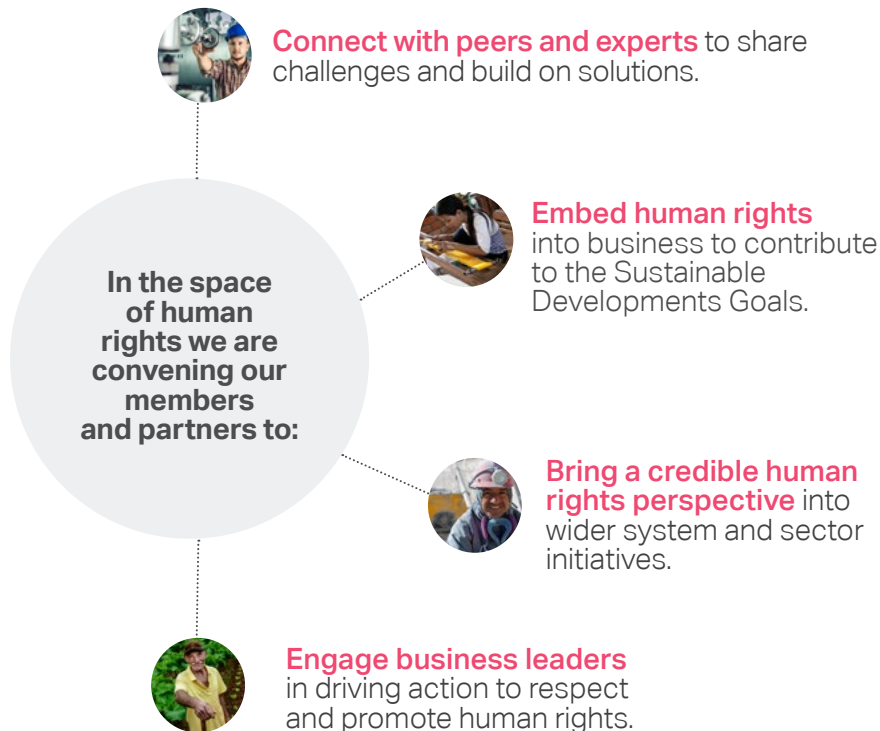 Connect with peers and experts to share
challenges and build on solutions.
In the space
of human
rights we are
convening our
members
and partners to:
Embed human rights
into business to contribute
to the Sustainable
Developments Goals.
Bring a credible human
rights perspective into
wider system and sector
initiatives.
Engage business leaders
in driving action to respect
and promote human rights.